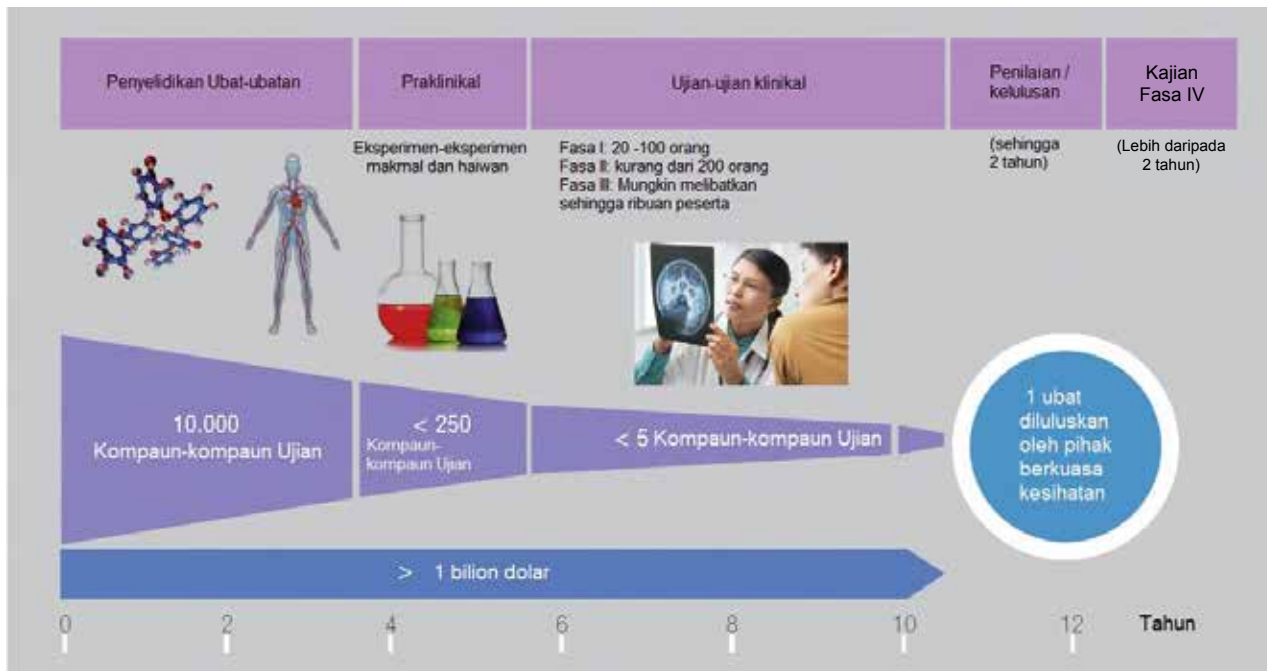 Penyelidikan Ubat-ubatan
Praklinikal
Ujian-ujian klinikal
Penilaian /
kelulusan
Kajian
Fasa IV
Eksperimen-eksperimen
makmal dan haiwan
Fasa I: 20 -100 orang
Fasa II: kurang dari 200 orang
Fasa III: Mungkin melibatkan
sehingga ribuan peserta
(sehingga
2 tahun)
(Lebih daripada
2 tahun)
10.000
Kompaun-kompaun Ujian
< 250
Kompaun-
kompaun Ujian
< 5 Kompaun-kompaun Ujian
1 ubat
diluluskan
oleh pihak
berkuasa
kesihatan
> 1 bilion dolar
0 2 4 6 8 10 12 Tahun